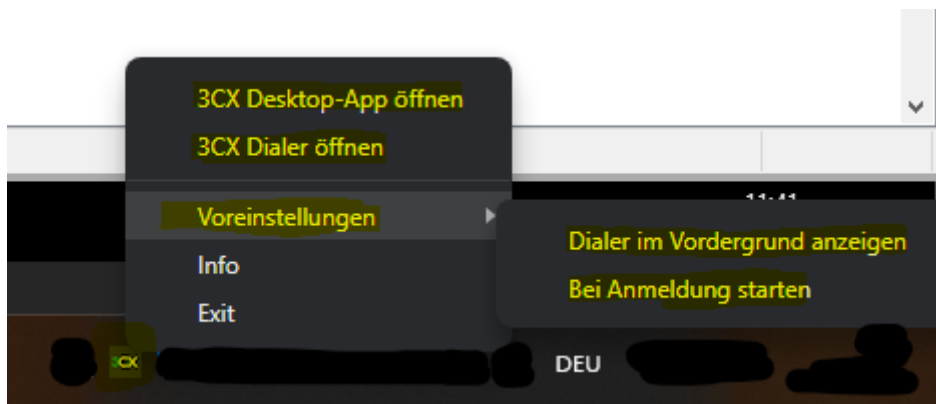 3CX Desktop-App öffnen
3CX Dialer öffnen
Voreinstellungen
Dialer im Vordergrund anzeigen
Bei Anmeldung starten
Info
Exit
3CX
DEU